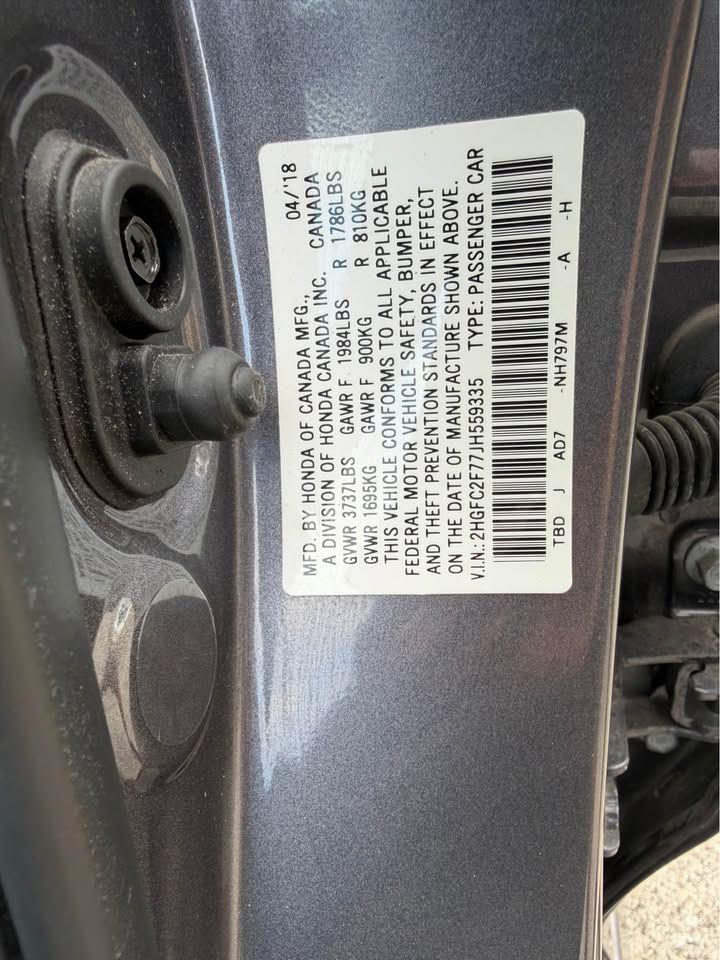 MFD. BY HONDA OF CANADA MFG., 04/'18
A DIVISION OF HONDA CANADA INC. CANADA
GVWR 3737LBS GAWR F 1984LBS R 1786LBS
GVWR 1695KG GAWR F 900KG R 810KG
THIS VEHICLE CONFORMS TO ALL APPLICABLE
FEDERAL MOTOR VEHICLE SAFETY, BUMPER,
AND THEFT PREVENTION STANDARDS IN EFFECT
ON THE DATE OF MANUFACTURE SHOWN ABOVE.
V.I.N.: 2HGFC2F77JH559335 TYPE: PASSENGER CAR
TBD J AD7 -NH797M -A -H